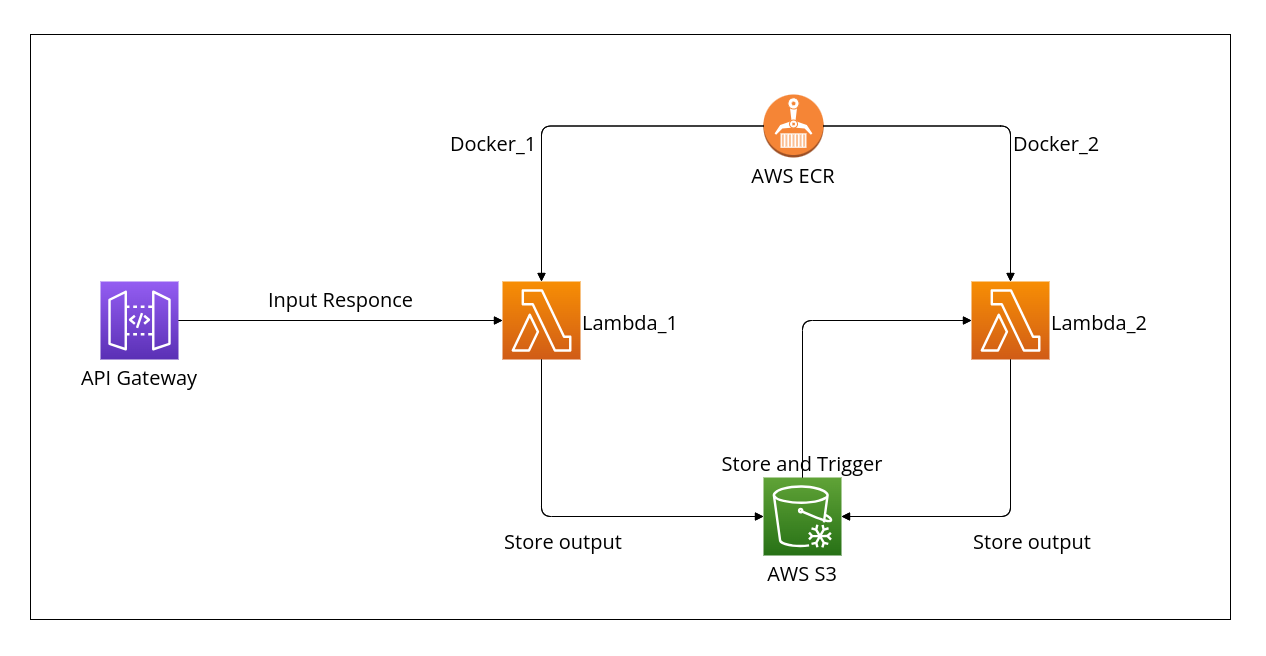 Docker_1
Docker_2
AWS ECR
Input Responce
Lambda_1
Lambda_2
API Gateway
Store and Trigger
Store output
Store output
AWS S3